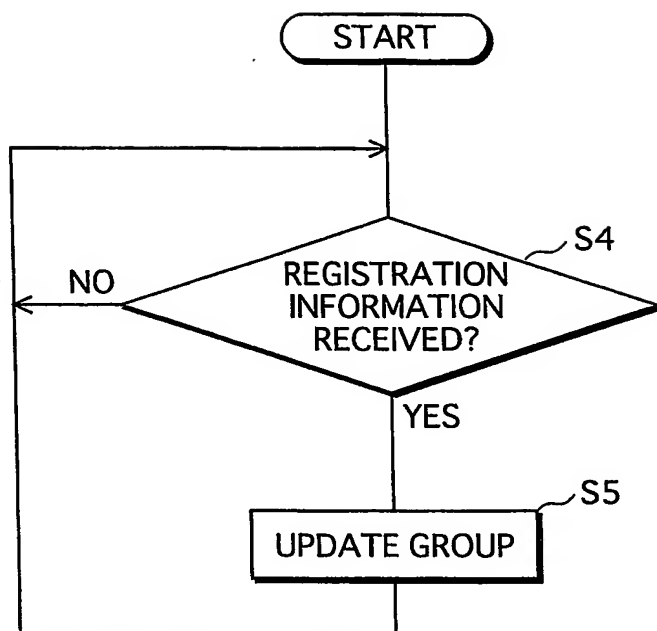 START
S4
NO
REGISTRATION
INFORMATION
RECEIVED?
YES
S5
UPDATE GROUP